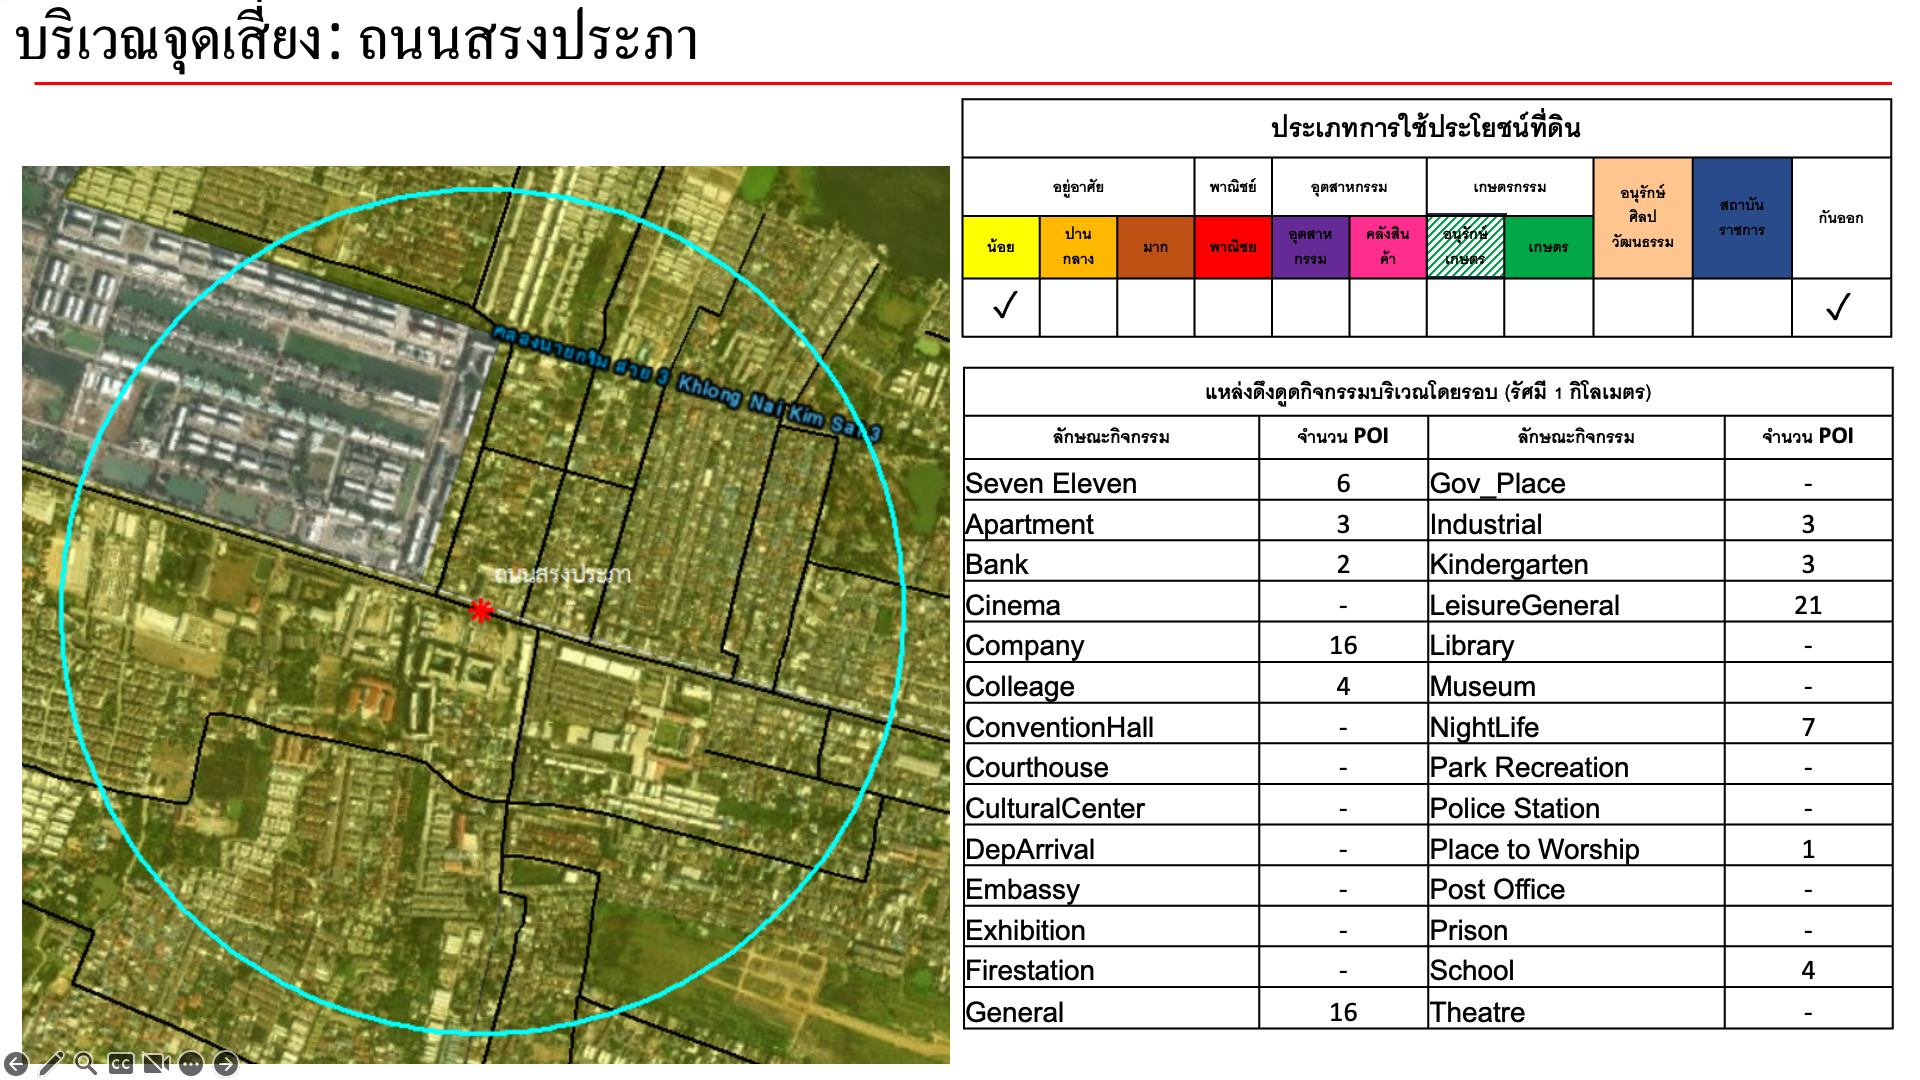 บริเวณจุดเสี่ยง: ถนนสรงประภา
คลองนายกริม สาย 3 Khlong Nai Kim Sai 3
ถนนสรงประภา
ประเภทการใช้ประโยชน์ที่ดิน
อยู่อาศัย พาณิชย์ อุตสาหกรรม เกษตรกรรม อนุรักษ์ศิลปวัฒนธรรม สถาบันราชการ กันออก
น้อย ปานกลาง มาก พาณิชย อุตสาหกรรม คลังสินค้า อนุรักษ์เกษตร เกษตร
✓ ✓
แหล่งดึงดูดกิจกรรมบริเวณโดยรอบ (รัศมี 1 กิโลเมตร)
ลักษณะกิจกรรม จำนวน POI ลักษณะกิจกรรม จำนวน POI
Seven Eleven 6 Gov_Place -
Apartment 3 Industrial 3
Bank 2 Kindergarten 3
Cinema - LeisureGeneral 21
Company 16 Library -
Colleage 4 Museum -
ConventionHall - NightLife 7
Courthouse - Park Recreation -
CulturalCenter - Police Station -
DepArrival - Place to Worship 1
Embassy - Post Office -
Exhibition - Prison -
Firestation - School 4
General 16 Theatre -
CC